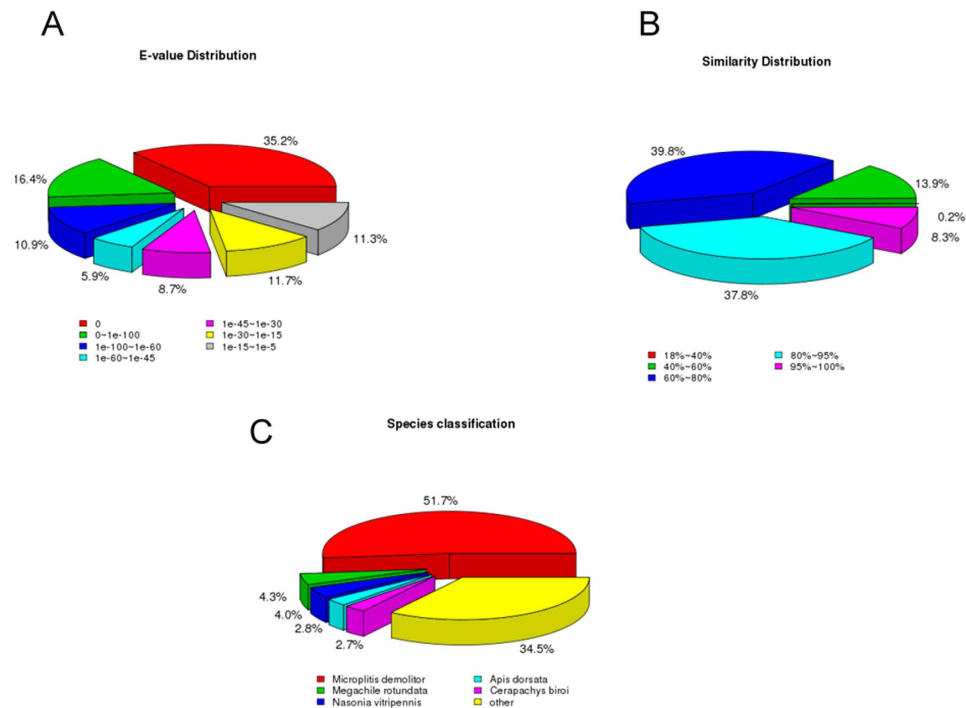 A
E-value Distribution
35.2%
16.4%
10.9%
5.9%
8.7%
11.7%
11.3%
0
0~1e-100
1e-100~1e-60
1e-60~1e-45
1e-45~1e-30
1e-30~1e-15
1e-15~1e-5
B
Similarity Distribution
39.8%
13.9%
0.2%
8.3%
37.8%
18%~40%
40%~60%
60%~80%
80%~95%
95%~100%
C
Species classification
51.7%
4.3%
4.0%
2.8%
2.7%
34.5%
Microplitis demolitor
Megachile rotundata
Nasonia vitripennis
Apis dorsata
Cerapachys biroi
other